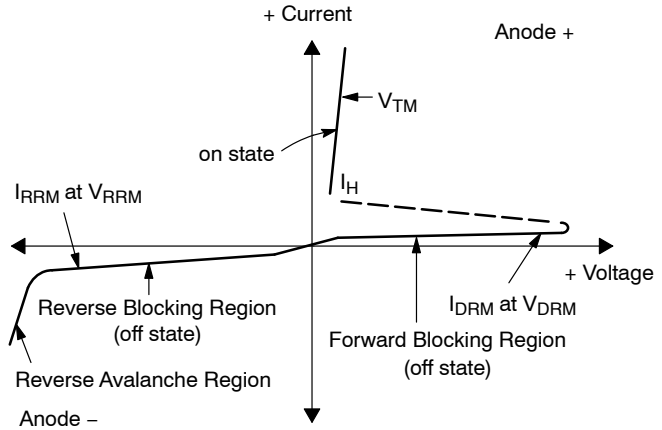 + Current
Anode +
VTM
on state
IH
IRRM at VRRM
+ Voltage
IDRM at VDRM
Reverse Blocking Region
(off state)
Forward Blocking Region
(off state)
Reverse Avalanche Region
Anode −